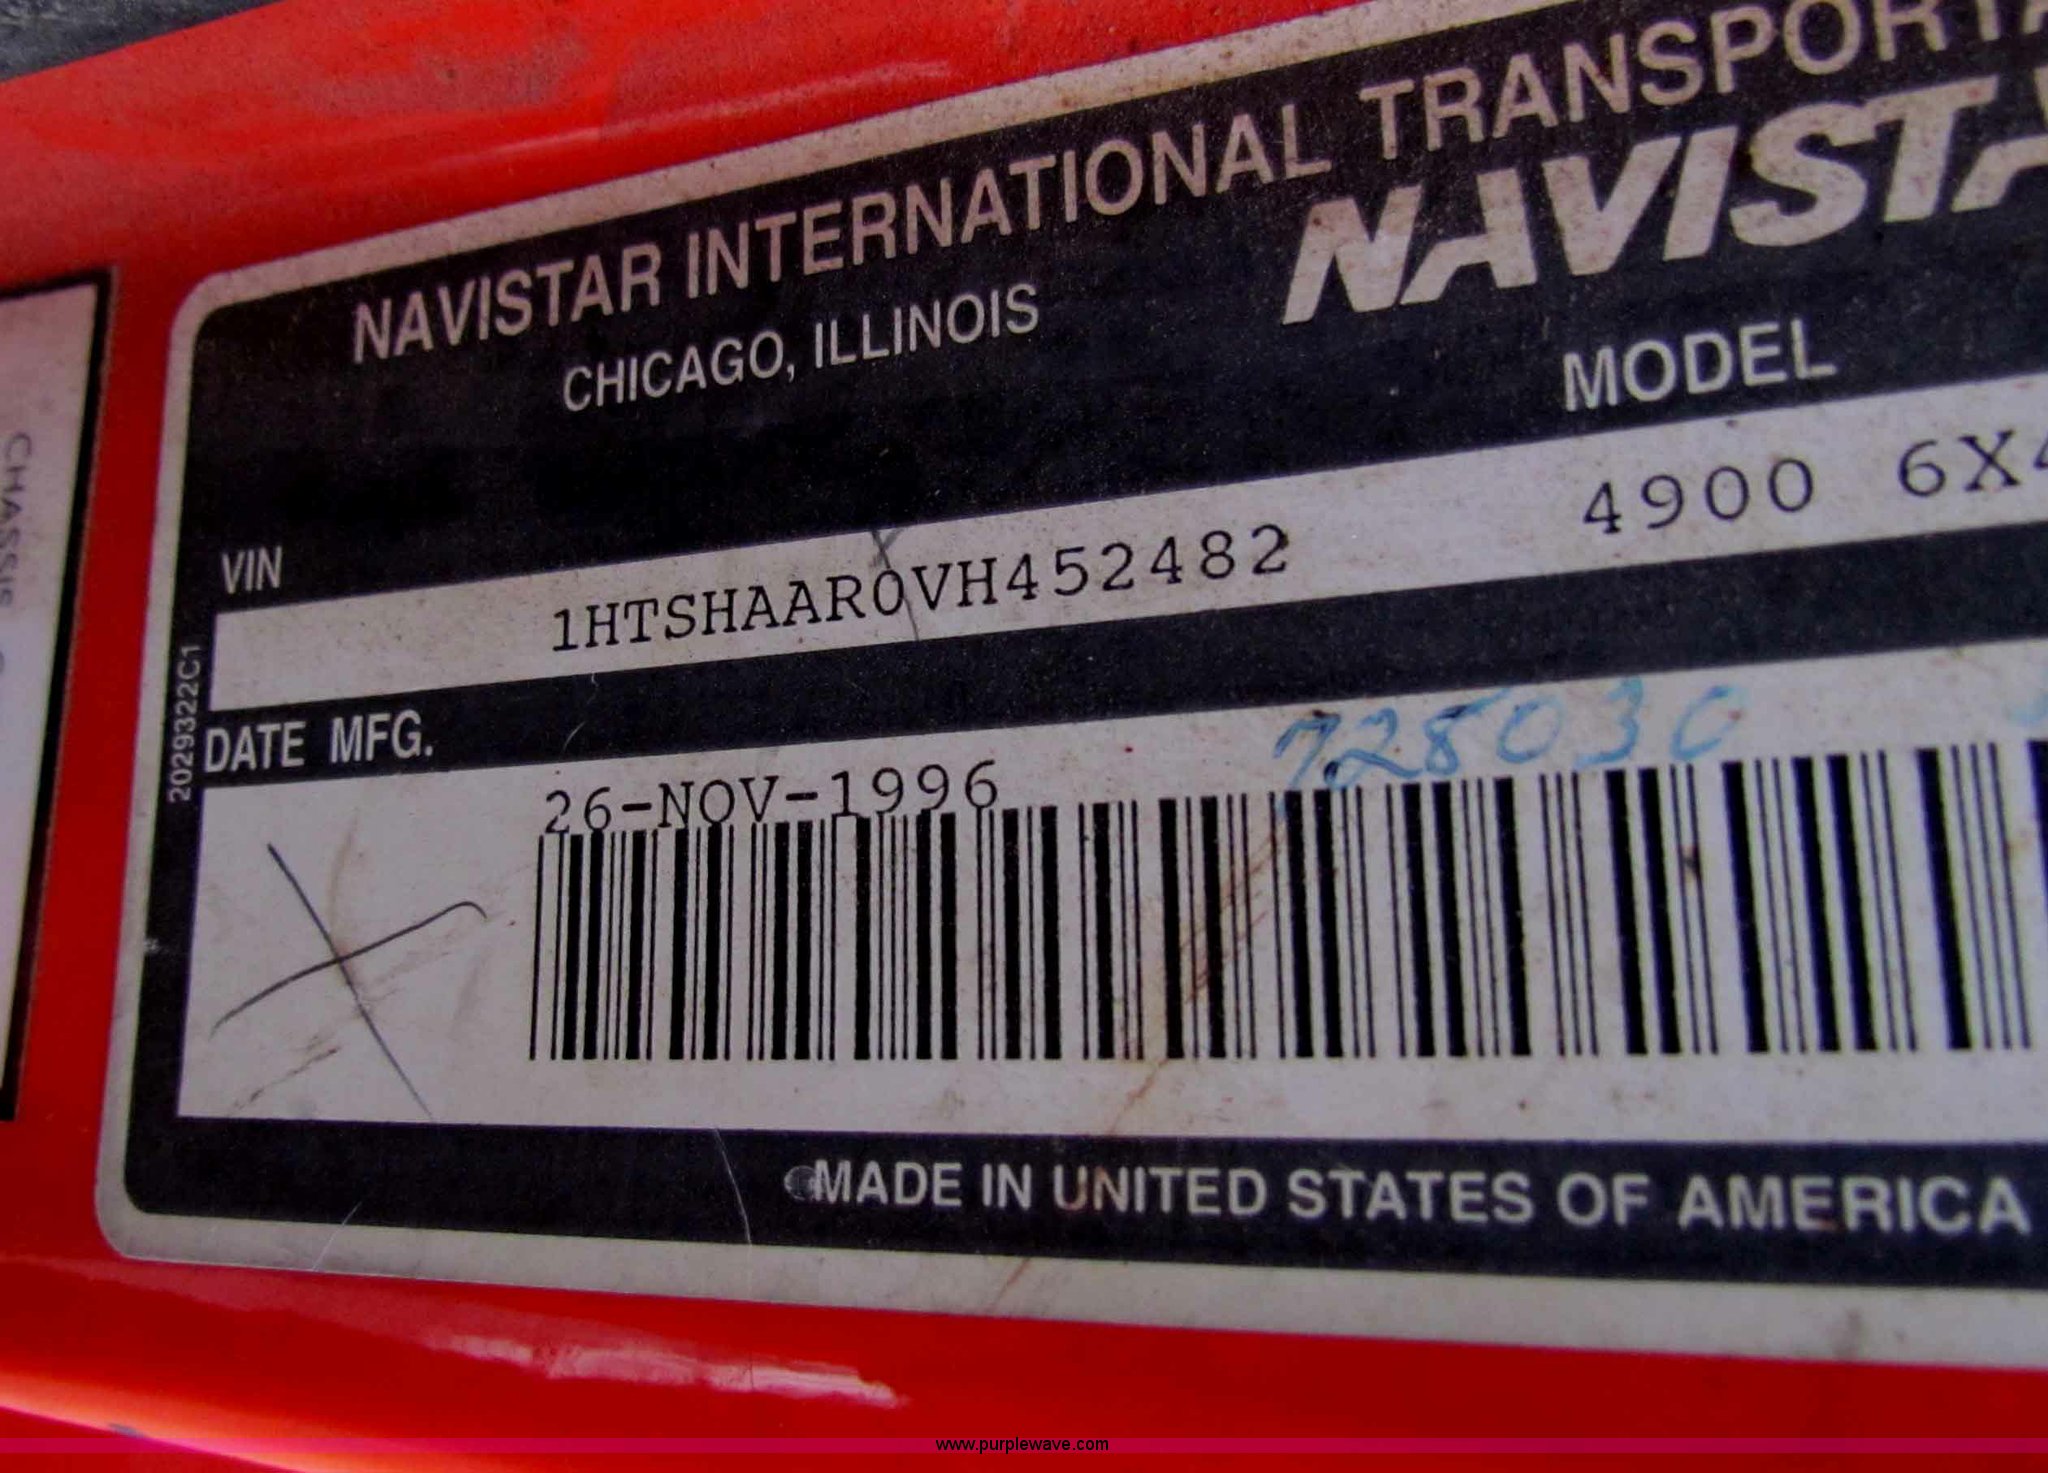 NAVISTAR INTERNATIONAL TRANSPORTA
CHICAGO, ILLINOIS
NAVISTA
MODEL
VIN
1HTSHAAR0VH452482
4900 6X4
2029322C1
DATE MFG.
26-NOV-1996
728030
MADE IN UNITED STATES OF AMERICA
CHASSIS
www.purplewave.com